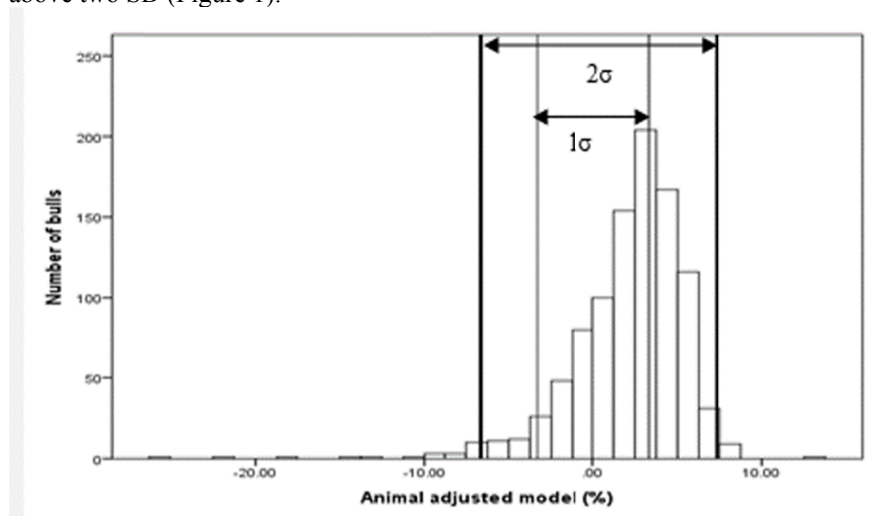 above two SD (Figure 1).
250
2σ
200
1σ
150
100
50
0
-20.00 -10.00 .00 10.00
Number of bulls
Animal adjusted model (%)